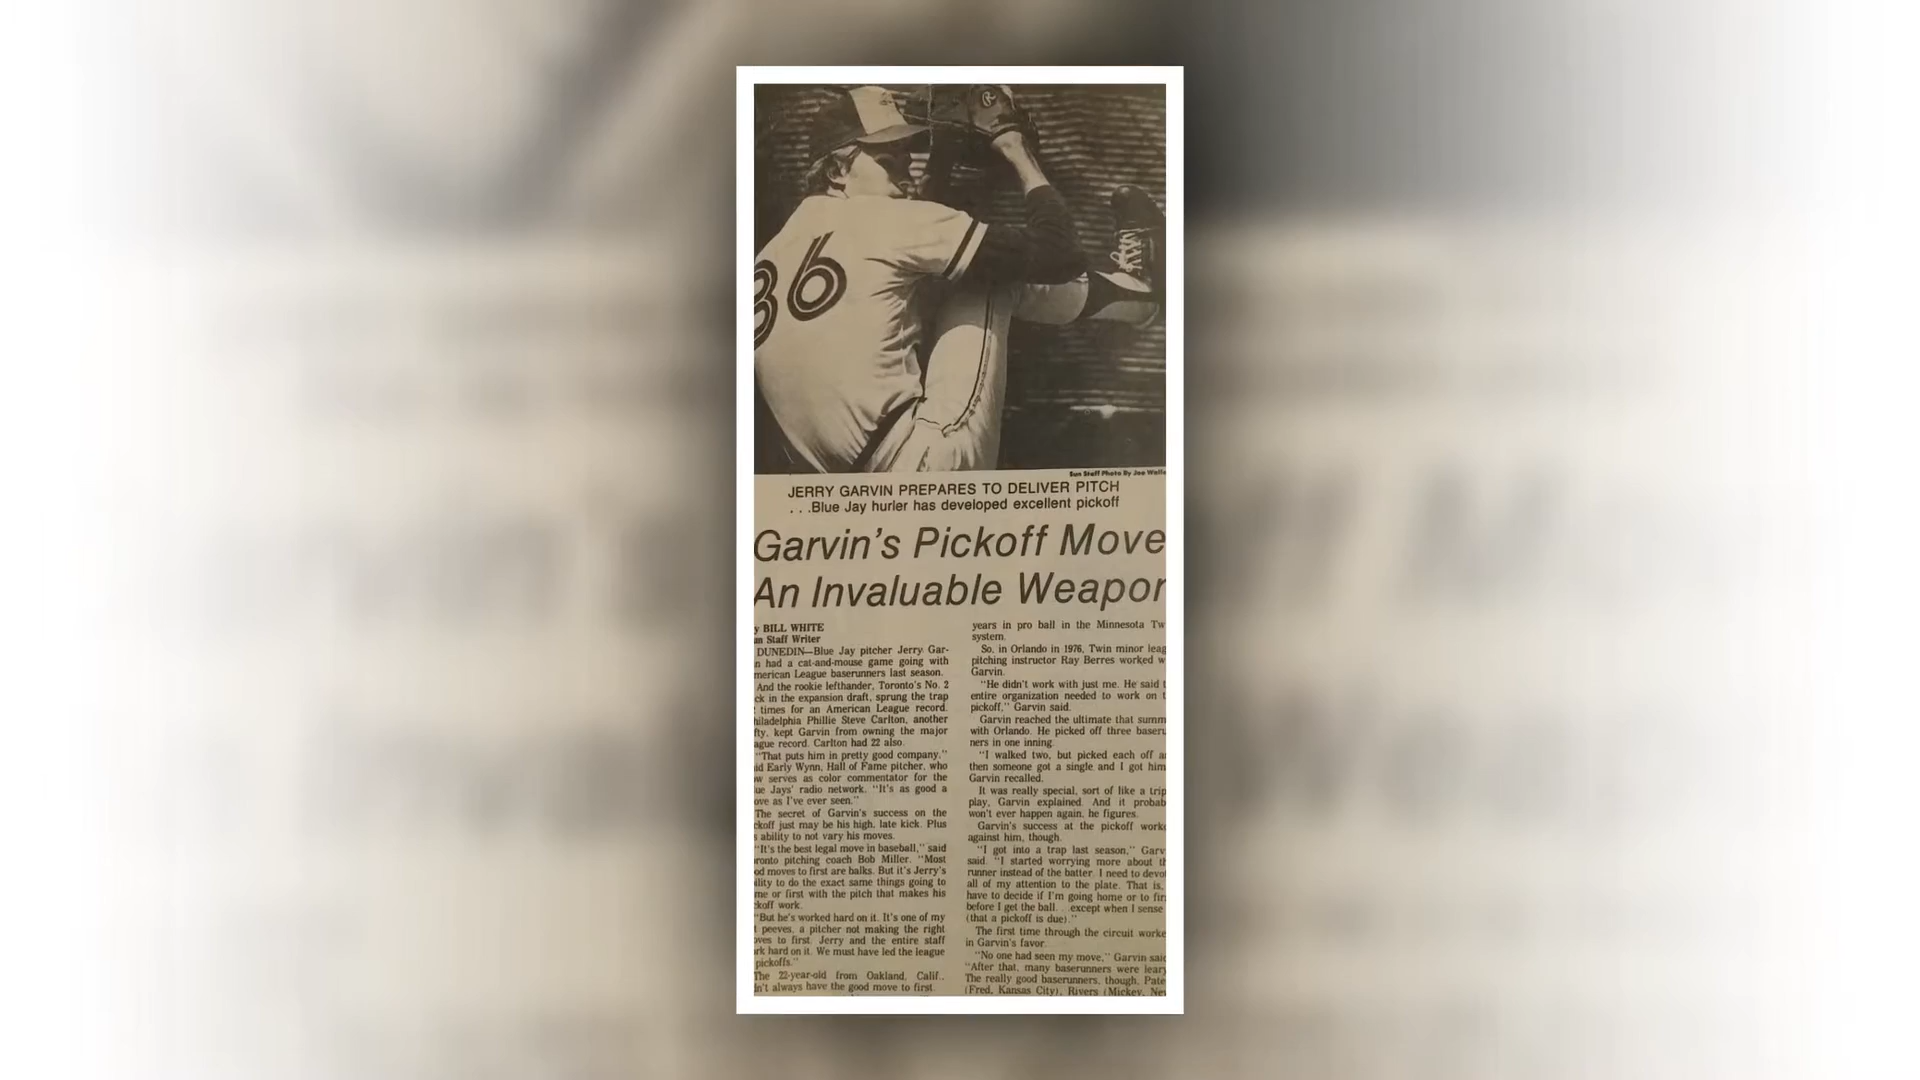 R
36
Sun Staff Photo By Joe
JERRY GARVIN PREPARES TO DELIVER PITCH
. . .Blue Jay hurler has developed excellent pickoff
Garvin's Pickoff Move
An Invaluable Weapon
y BILL WHITE
n Staff Writer
DUNEDIN—Blue Jay pitcher Jerry Gar-
n had a cat-and-mouse game going with
merican League baserunners last season.
And the rookie lefthander, Toronto's No. 2
ck in the expansion draft, sprung the trap
times for an American League record.
hiladelphia Phillie Steve Carlton, another
fty, kept Garvin from owning the major
ague record. Carlton had 22 also.
"That puts him in pretty good company,"
id Early Wynn, Hall of Fame pitcher, who
w serves as color commentator for the
ue Jays' radio network. "It's as good a
ove as I've ever seen."
The secret of Garvin's success on the
ckoff just may be his high, late kick. Plus
ability to not vary his moves.
"It's the best legal move in baseball," said
ronto pitching coach Bob Miller. "Most
od moves to first are balks. But it's Jerry's
ility to do the exact same things going to
me or first with the pitch that makes his
ckoff work.
"But he's worked hard on it. It's one of my
t peeves, a pitcher not making the right
oves to first. Jerry and the entire staff
rk hard on it. We must have led the league
pickoffs."
The 22-year-old from Oakland, Calif.,
n't always have the good move to first.
years in pro ball in the Minnesota Tw
system.
So, in Orlando in 1976, Twin minor leag
pitching instructor Ray Berres worked w
Garvin.
"He didn't work with just me. He said t
entire organization needed to work on t
pickoff," Garvin said.
Garvin reached the ultimate that summ
with Orlando. He picked off three baseru
ners in one inning.
"I walked two, but picked each off a
then someone got a single and I got him
Garvin recalled.
It was really special, sort of like a trip
play, Garvin explained. And it probab
won't ever happen again, he figures.
Garvin's success at the pickoff worke
against him, though.
"I got into a trap last season," Garv
said. "I started worrying more about th
runner instead of the batter. I need to devo
all of my attention to the plate. That is,
have to decide if I'm going home or to fir
before I get the ball. . .except when I sense
(that a pickoff is due)."
The first time through the circuit worke
in Garvin's favor.
"No one had seen my move," Garvin said
"After that, many baserunners were leary
The really good baserunners, though, Pate
(Fred, Kansas City), Rivers (Mickey, New